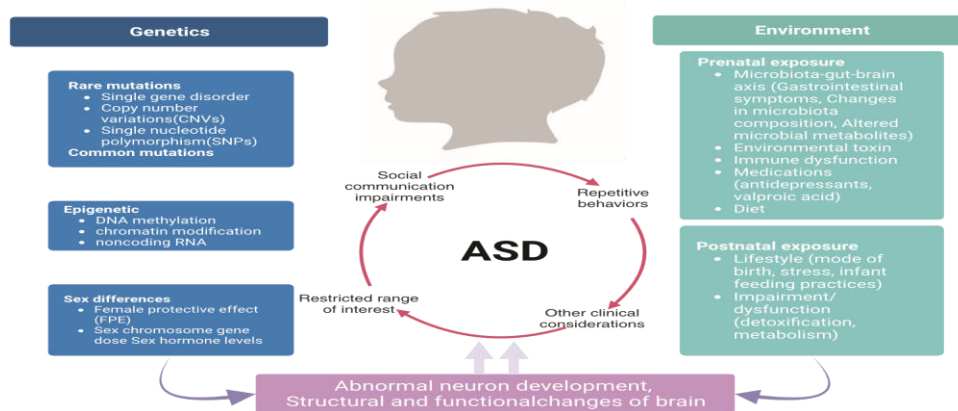 Genetics
Rare mutations
• Single gene disorder
• Copy number
variations(CNVs)
• Single nucleotide
polymorphism(SNPs)
Common mutations
Epigenetic
• DNA methylation
• chromatin modification
• noncoding RNA
Sex differences
• Female protective effect
(FPE)
• Sex chromosome gene
dose Sex hormone levels
Social
communication
impairments
Repetitive
behaviors
ASD
Restricted range
of interest
Other clinical
considerations
Environment
Prenatal exposure
• Microbiota-gut-brain
axis (Gastrointestinal
symptoms, Changes
in microbiota
composition, Altered
microbial metabolites)
• Environmental toxin
• Immune dysfunction
• Medications
(antidepressants,
valproic acid)
• Diet
Postnatal exposure
• Lifestyle (mode of
birth, stress, infant
feeding practices)
• Impairment/
dysfunction
(detoxification,
metabolism)
Abnormal neuron development,
Structural and functionalchanges of brain